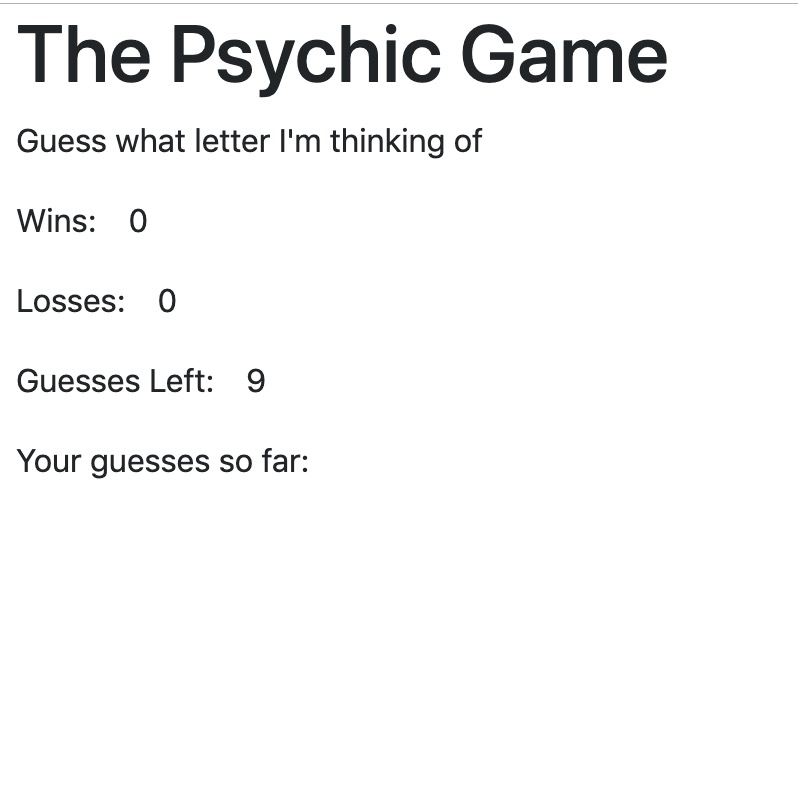 The Psychic Game
Guess what letter I'm thinking of
Wins: 0
Losses: 0
Guesses Left: 9
Your guesses so far: